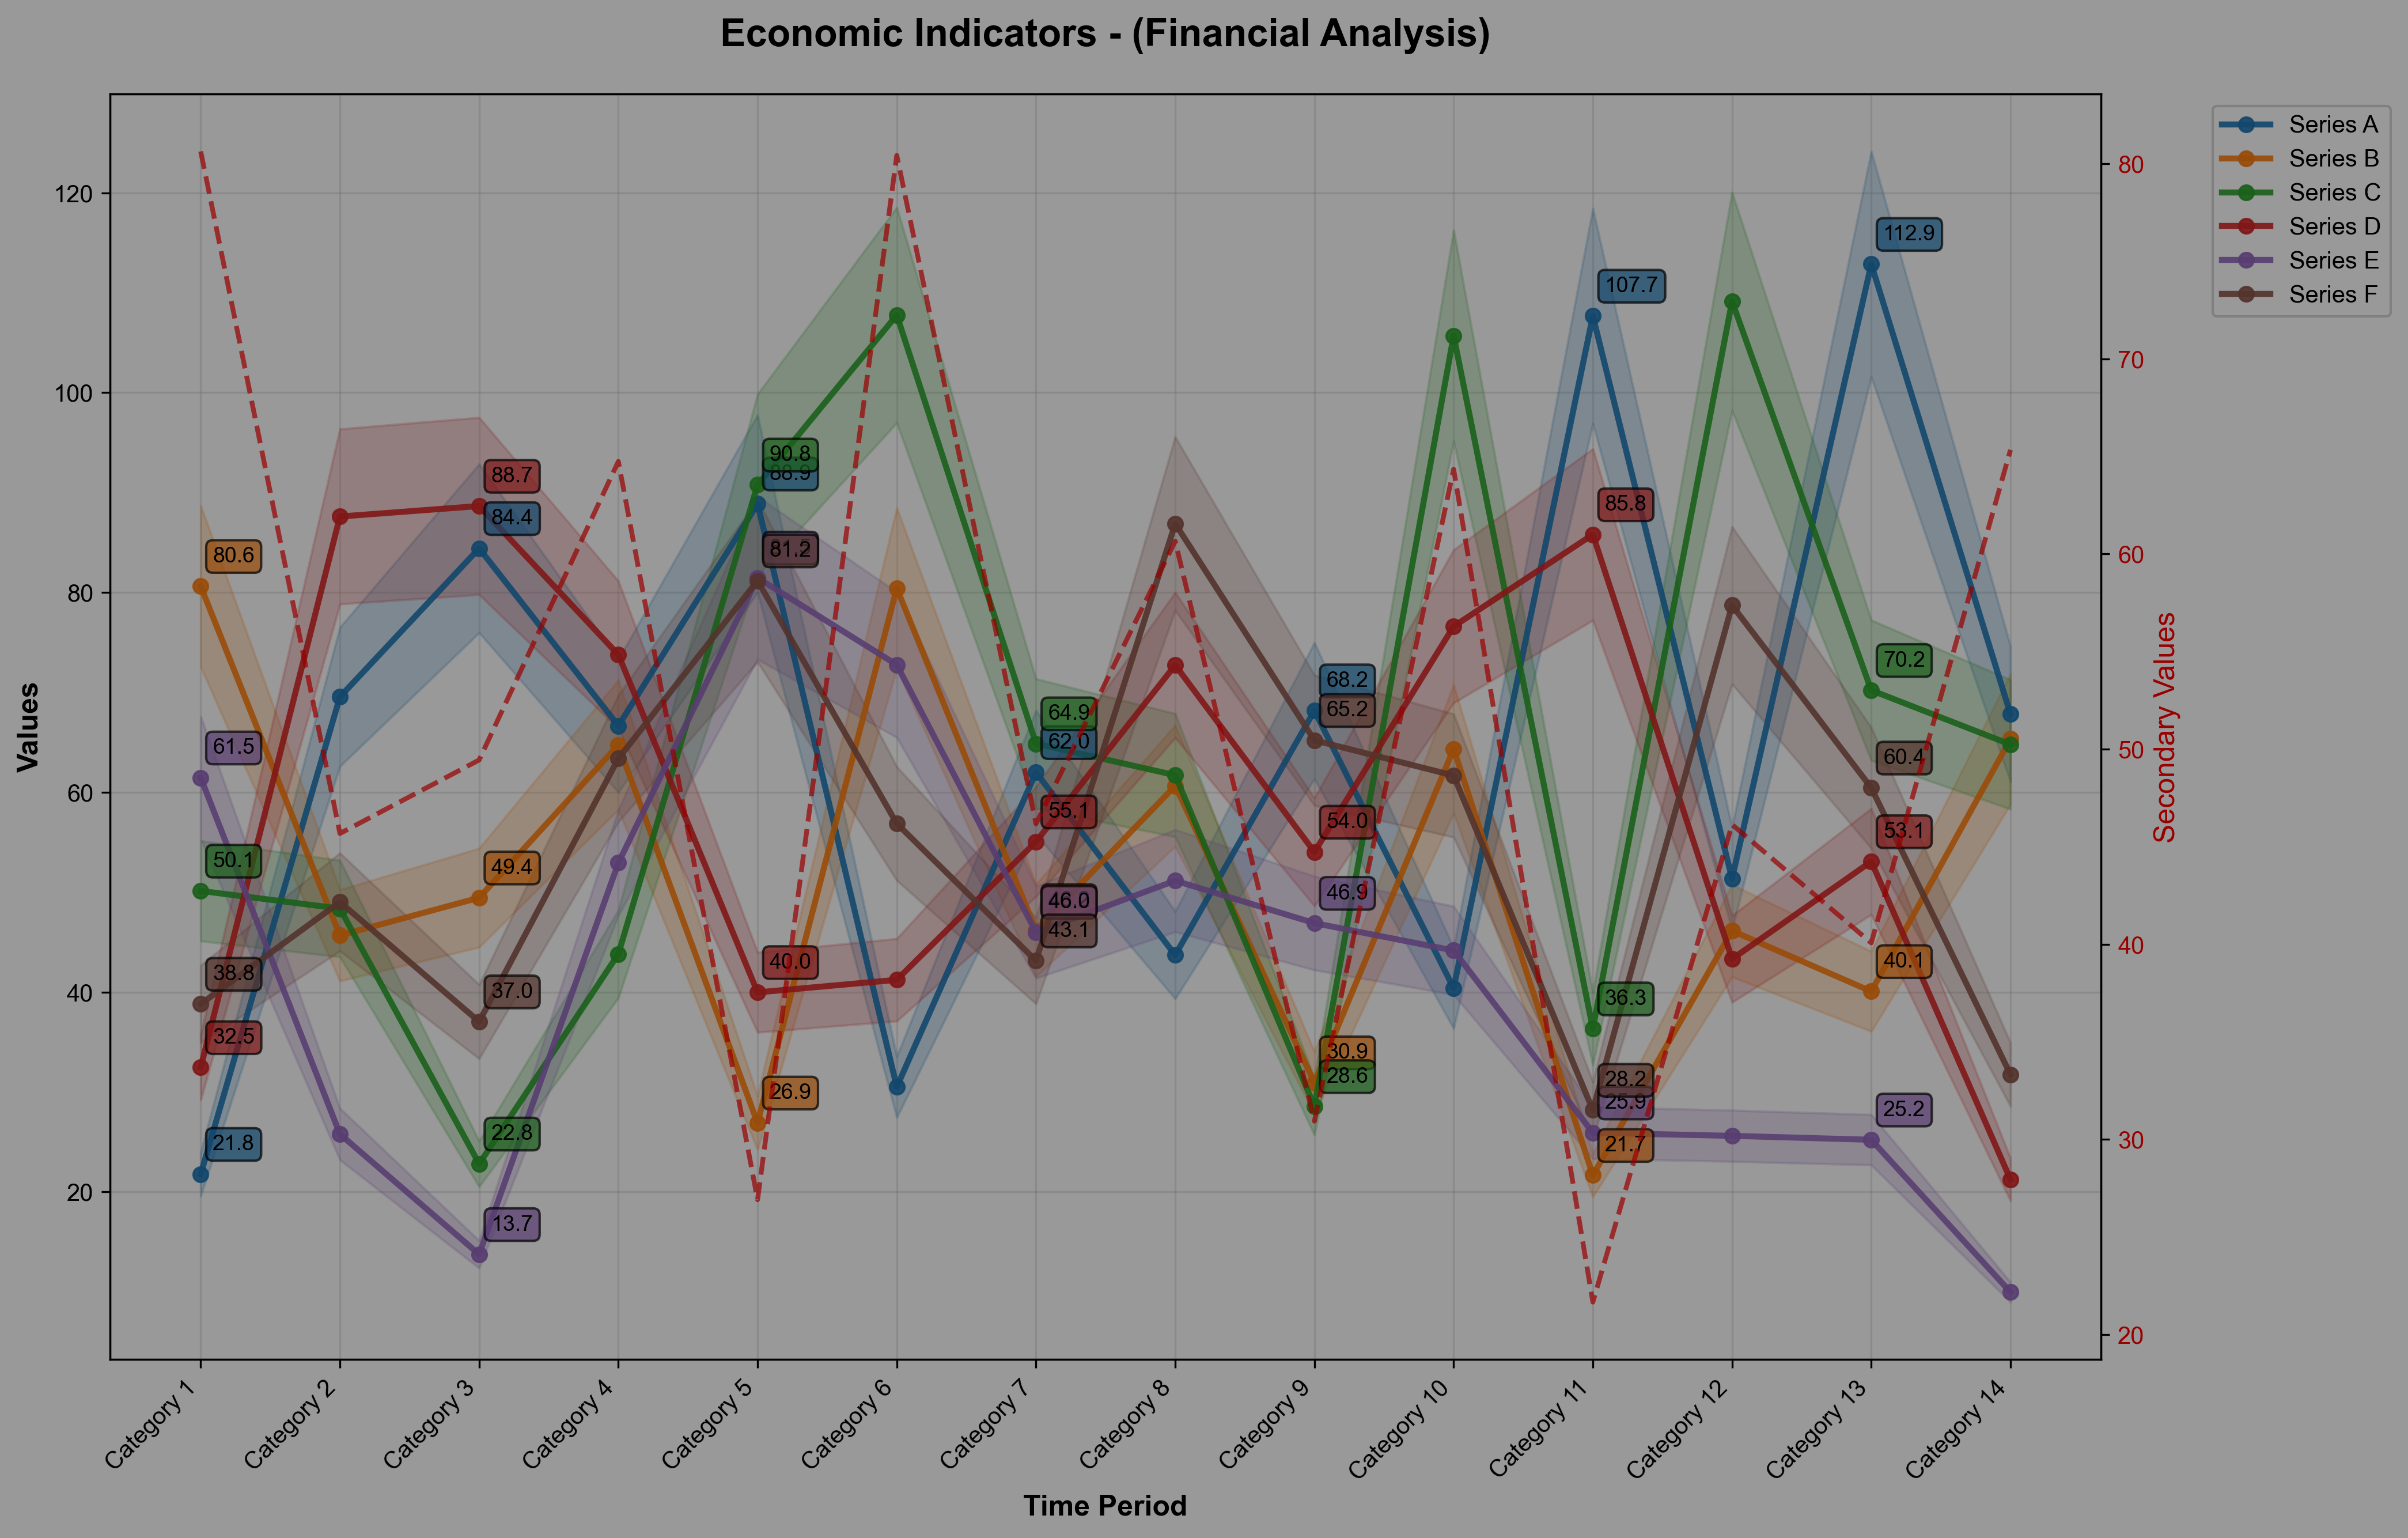 Economic Indicators - (Financial Analysis)
Values
120
100
80
60
40
20
80
70
60
50
40
30
20
Secondary Values
Series A
Series B
Series C
Series D
Series E
Series F
80.6
61.5
50.1
38.8
32.5
21.8
88.7
84.4
49.4
37.0
22.8
13.7
90.8
88.9
81.2
40.0
26.9
64.9
62.0
55.1
46.0
43.1
68.2
65.2
54.0
46.9
30.9
28.6
107.7
85.8
36.3
28.2
25.9
21.7
112.9
70.2
60.4
53.1
40.1
25.2
Category 1
Category 2
Category 3
Category 4
Category 5
Category 6
Category 7
Category 8
Category 9
Category 10
Category 11
Category 12
Category 13
Category 14
Time Period